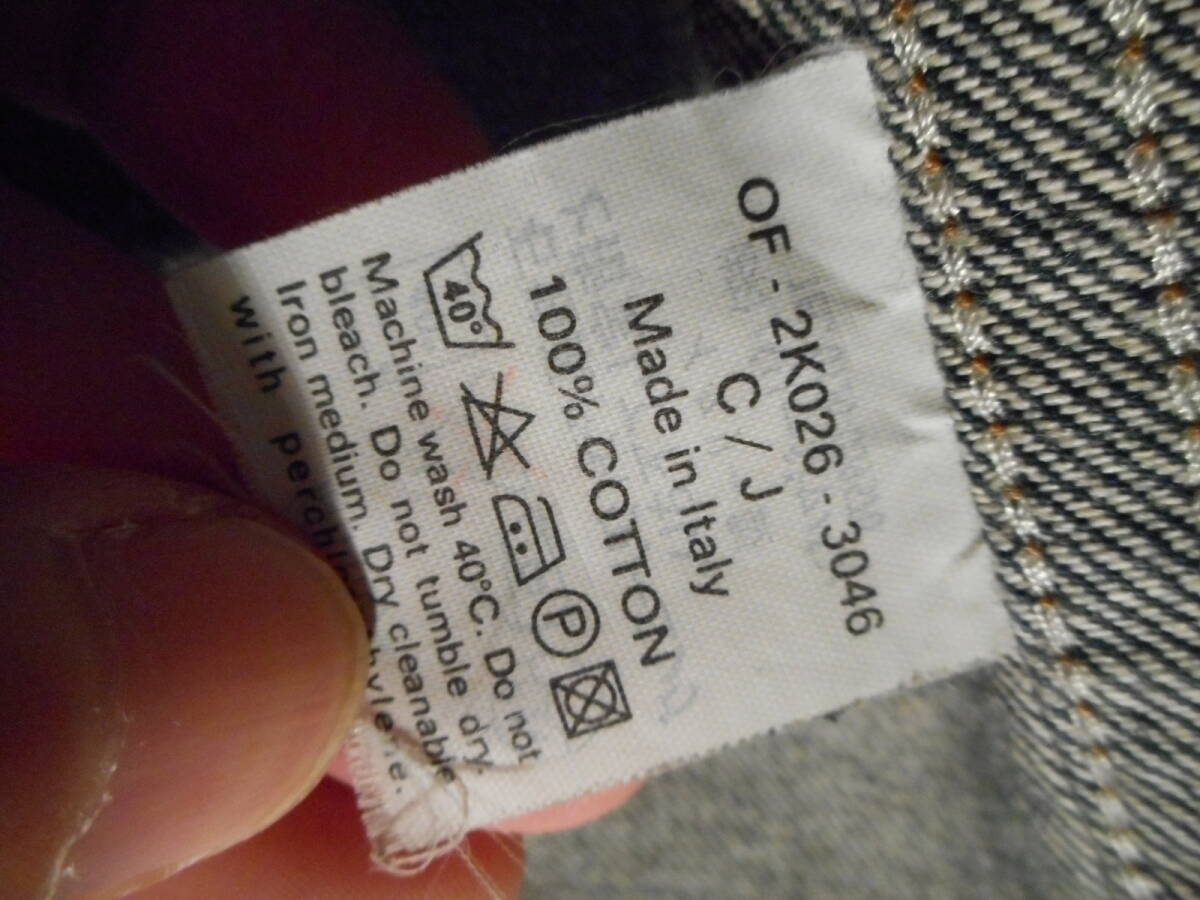 OF - 2K026 - 3046
C / J
Made in Italy
100% COTTON
40° P
Machine wash 40°C. Do not
bleach. Do not tumble dry.
Iron medium. Dry cleanable
with